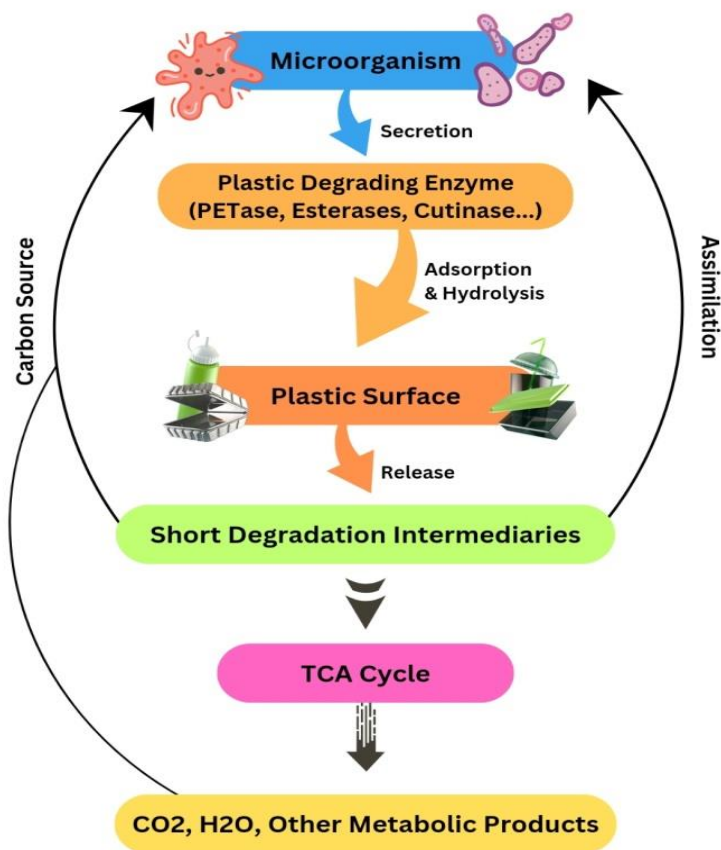 Microorganism
Secretion
Plastic Degrading Enzyme
(PETase, Esterases, Cutinase...)
Adsorption
& Hydrolysis
Carbon Source
Assimilation
Plastic Surface
Release
Short Degradation Intermediaries
TCA Cycle
CO2, H2O, Other Metabolic Products